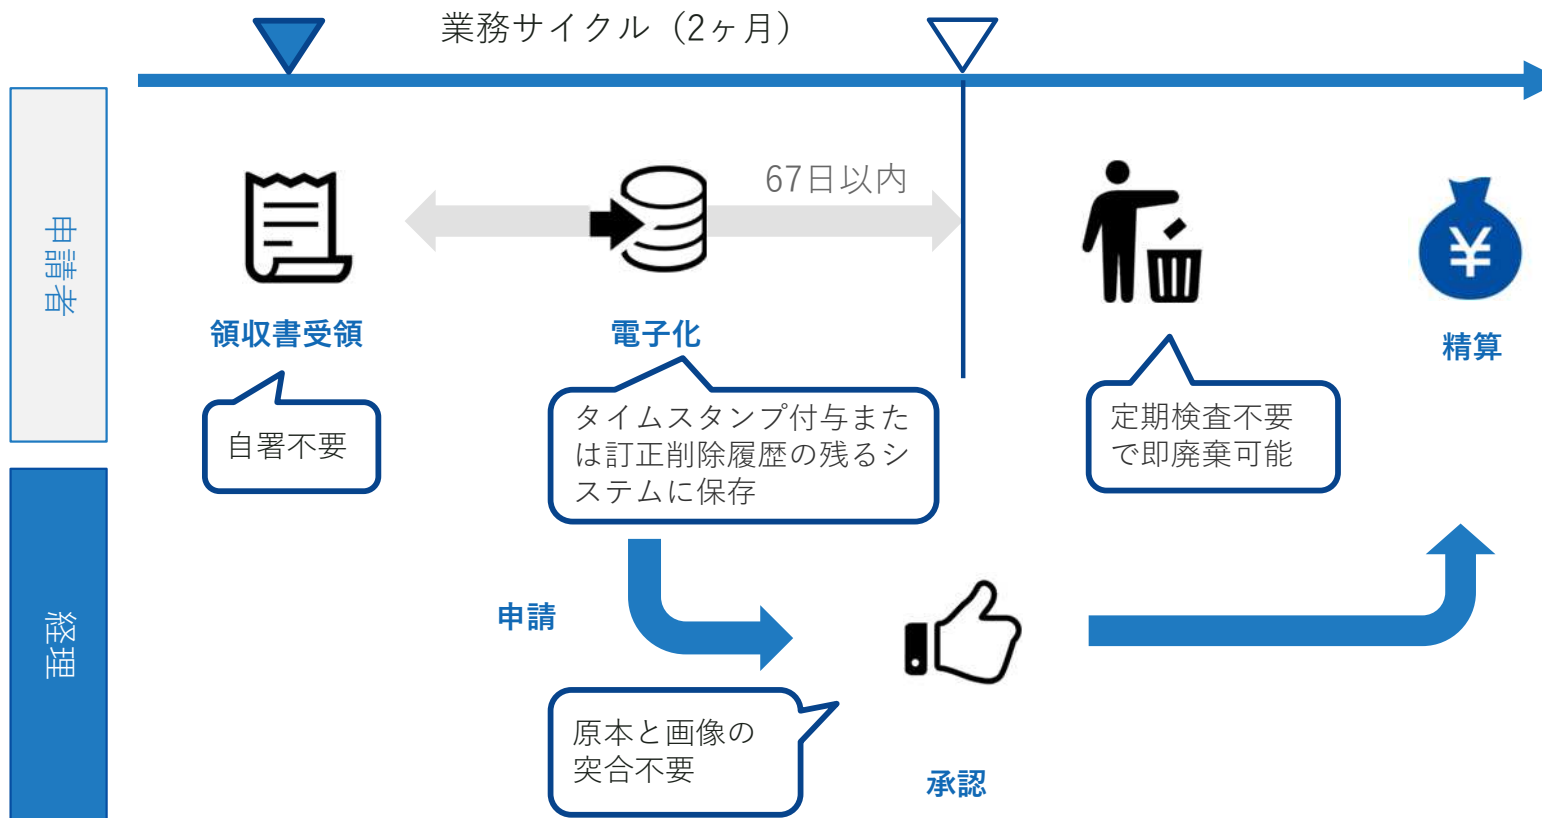 業務サイクル（2ヶ月）
申請者
67日以内
¥
領収書受領
電子化
精算
自署不要
タイムスタンプ付与また
は訂正削除履歴の残るシ
ステムに保存
定期検査不要
で即廃棄可能
経理
申請
原本と画像の
突合不要
承認